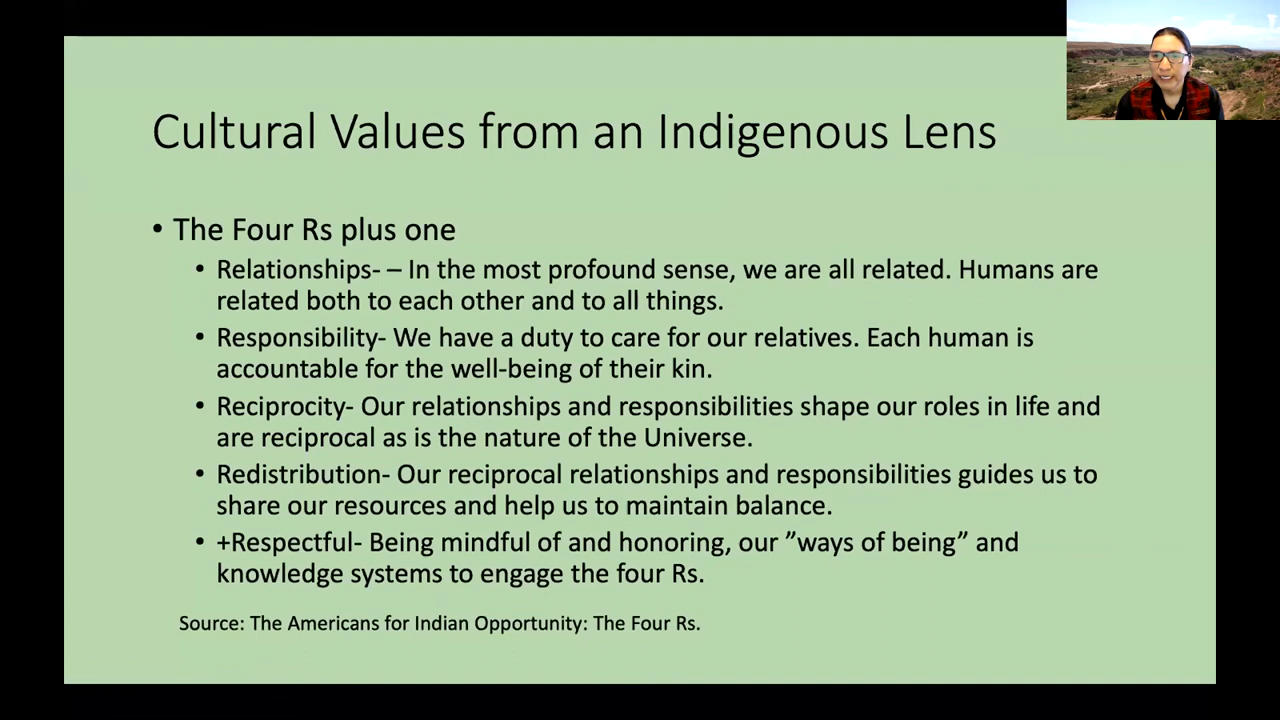 Cultural Values from an Indigenous Lens
• The Four Rs plus one
• Relationships- – In the most profound sense, we are all related. Humans are
related both to each other and to all things.
• Responsibility- We have a duty to care for our relatives. Each human is
accountable for the well-being of their kin.
• Reciprocity- Our relationships and responsibilities shape our roles in life and
are reciprocal as is the nature of the Universe.
• Redistribution- Our reciprocal relationships and responsibilities guides us to
share our resources and help us to maintain balance.
• +Respectful- Being mindful of and honoring, our ”ways of being” and
knowledge systems to engage the four Rs.
Source: The Americans for Indian Opportunity: The Four Rs.